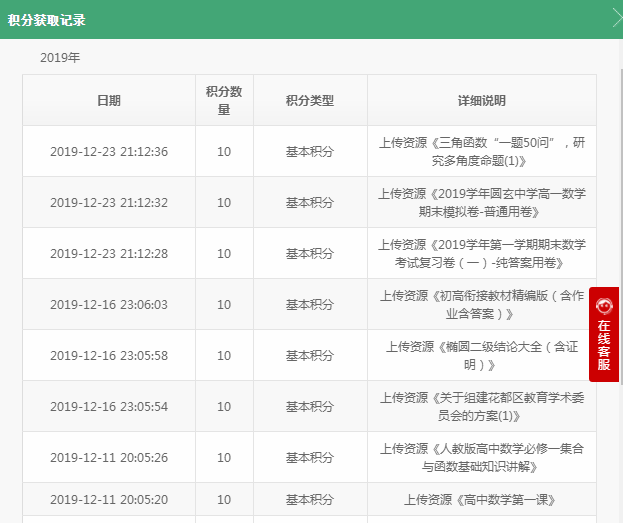 积分获取记录
2019年
日期
积分数
量
积分类型
详细说明
2019-12-23 21:12:36
10
基本积分
上传资源《三角函数“一题50问”，研
究多角度命题(1)》
2019-12-23 21:12:32
10
基本积分
上传资源《2019学年圆玄中学高一数学
期末模拟卷-普通用卷》
2019-12-23 21:12:28
10
基本积分
上传资源《2019学年第一学期期末数学
考试复习卷（一）-纯答案用卷》
2019-12-16 23:06:03
10
基本积分
上传资源《初高衔接教材精编版（含作
业含答案）》
2019-12-16 23:05:58
10
基本积分
上传资源《椭圆二级结论大全（含证
明）》
2019-12-16 23:05:54
10
基本积分
上传资源《关于组建花都区教育学术委
员会的方案(1)》
2019-12-11 20:05:26
10
基本积分
上传资源《人教版高中数学必修一集合
与函数基础知识讲解》
2019-12-11 20:05:20
10
基本积分
上传资源《高中数学第一课》
在线客服